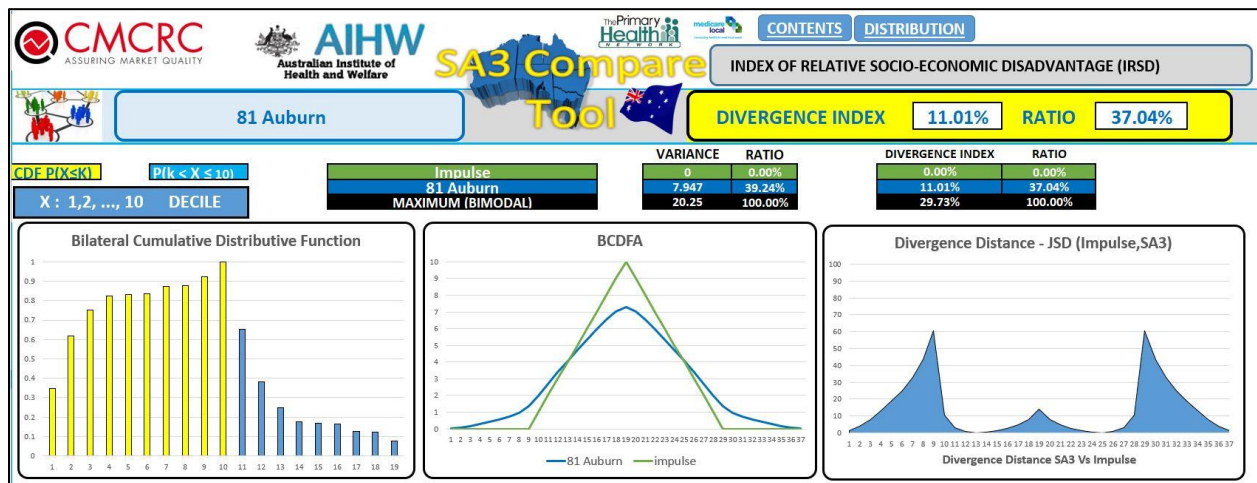 CMCRC
ASSURING MARKET QUALITY
AIHW
Australian Institute of
Health and Welfare
SA3 Compare
Tool
The Primary
Health
NETWORK
medicare
local
CONTENTS
DISTRIBUTION
INDEX OF RELATIVE SOCIO-ECONOMIC DISADVANTAGE (IRSD)
81 Auburn
DIVERGENCE INDEX 11.01% RATIO 37.04%
CDF P(X≤K)
P(k < X ≤ 10)
X : 1,2, ..., 10 DECILE
VARIANCE RATIO DIVERGENCE INDEX RATIO
Impulse 0 0.00% 0.00% 0.00%
81 Auburn 7.947 39.24% 11.01% 37.04%
MAXIMUM (BIMODAL) 20.25 100.00% 29.73% 100.00%
Bilateral Cumulative Distributive Function
1
0.9
0.8
0.7
0.6
0.5
0.4
0.3
0.2
0.1
0
1 2 3 4 5 6 7 8 9 10 11 12 13 14 15 16 17 18 19
BCDFA
10
9
8
7
6
5
4
3
2
1
0
1 2 3 4 5 6 7 8 9 10 11 12 13 14 15 16 17 18 19 20 21 22 23 24 25 26 27 28 29 30 31 32 33 34 35 36 37
81 Auburn impulse
Divergence Distance - JSD (Impulse,SA3)
100
90
80
70
60
50
40
30
20
10
0
1 2 3 4 5 6 7 8 9 10 11 12 13 14 15 16 17 18 19 20 21 22 23 24 25 26 27 28 29 30 31 32 33 34 35 36 37
Divergence Distance SA3 Vs Impulse